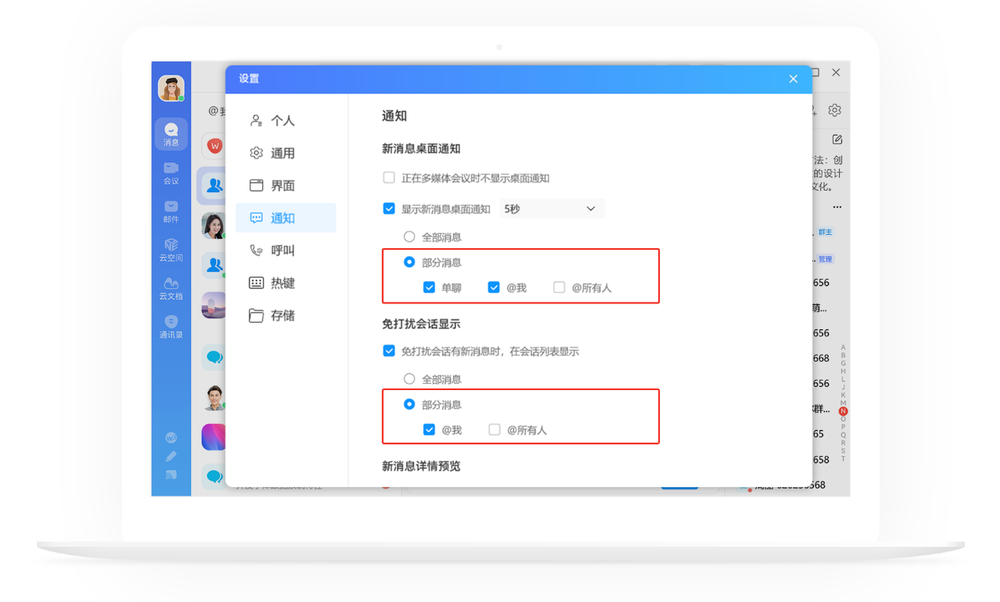 设置
@我
W
消息
会议
邮件
云空间
云文档
通讯录
W3
个人
通用
界面
通知
呼叫
热键
存储
通知
新消息桌面通知
正在多媒体会议时不显示桌面通知
显示新消息桌面通知 5秒
全部消息
部分消息
单聊 @我 @所有人
免打扰会话显示
免打扰会话有新消息时，在会话列表显示
全部消息
部分消息
@我 @所有人
新消息详情预览
法：创
的设计
文化。
...
群主
管理
656
萌...
656
668
656
群...
65
658
A
B
G
H
L
J
K
M
N
O
P
Q
R
S
T